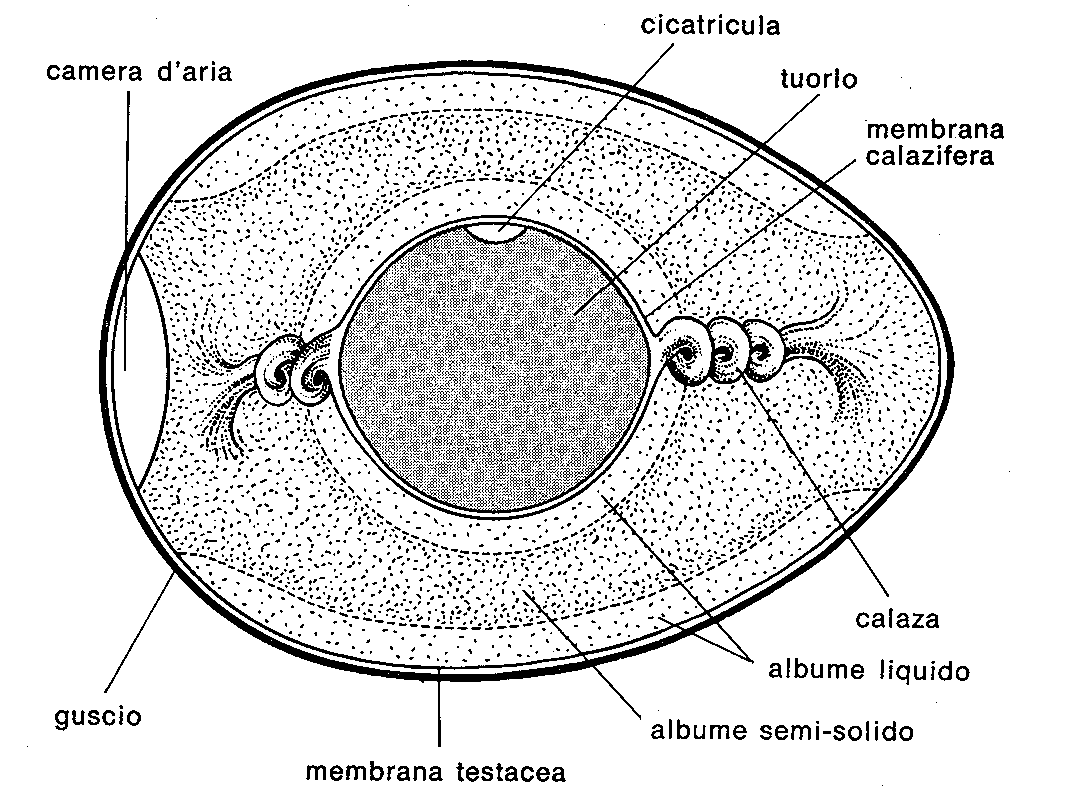 cicatricula
camera d'aria
tuorlo
membrana
calazifera
calaza
albume liquido
guscio
albume semi-solido
membrana testacea